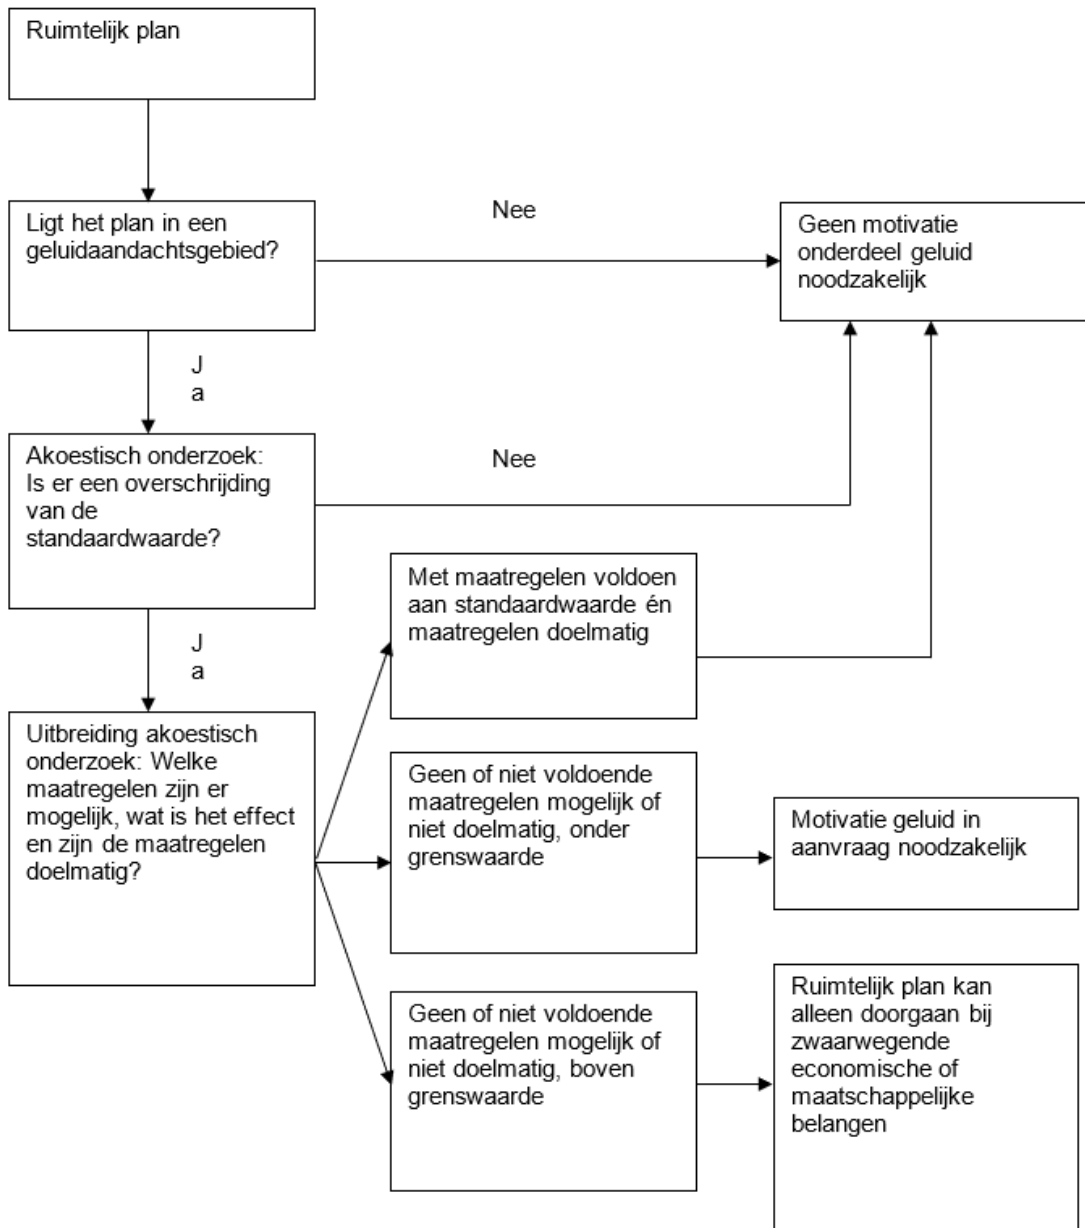 Ruimtelijk plan
Ligt het plan in een
geluidaandachtsgebied?
Nee
Geen motivatie
onderdeel geluid
noodzakelijk
J
a
Akoestisch onderzoek:
Is er een overschrijding
van de
standaardwaarde?
Nee
J
a
Met maatregelen voldoen
aan standaardwaarde én
maatregelen doelmatig
Uitbreiding akoestisch
onderzoek: Welke
maatregelen zijn er
mogelijk, wat is het effect
en zijn de maatregelen
doelmatig?
Geen of niet voldoende
maatregelen mogelijk of
niet doelmatig, onder
grenswaarde
Motivatie geluid in
aanvraag noodzakelijk
Geen of niet voldoende
maatregelen mogelijk of
niet doelmatig, boven
grenswaarde
Ruimtelijk plan kan
alleen doorgaan bij
zwaarwegende
economische of
maatschappelijke
belangen